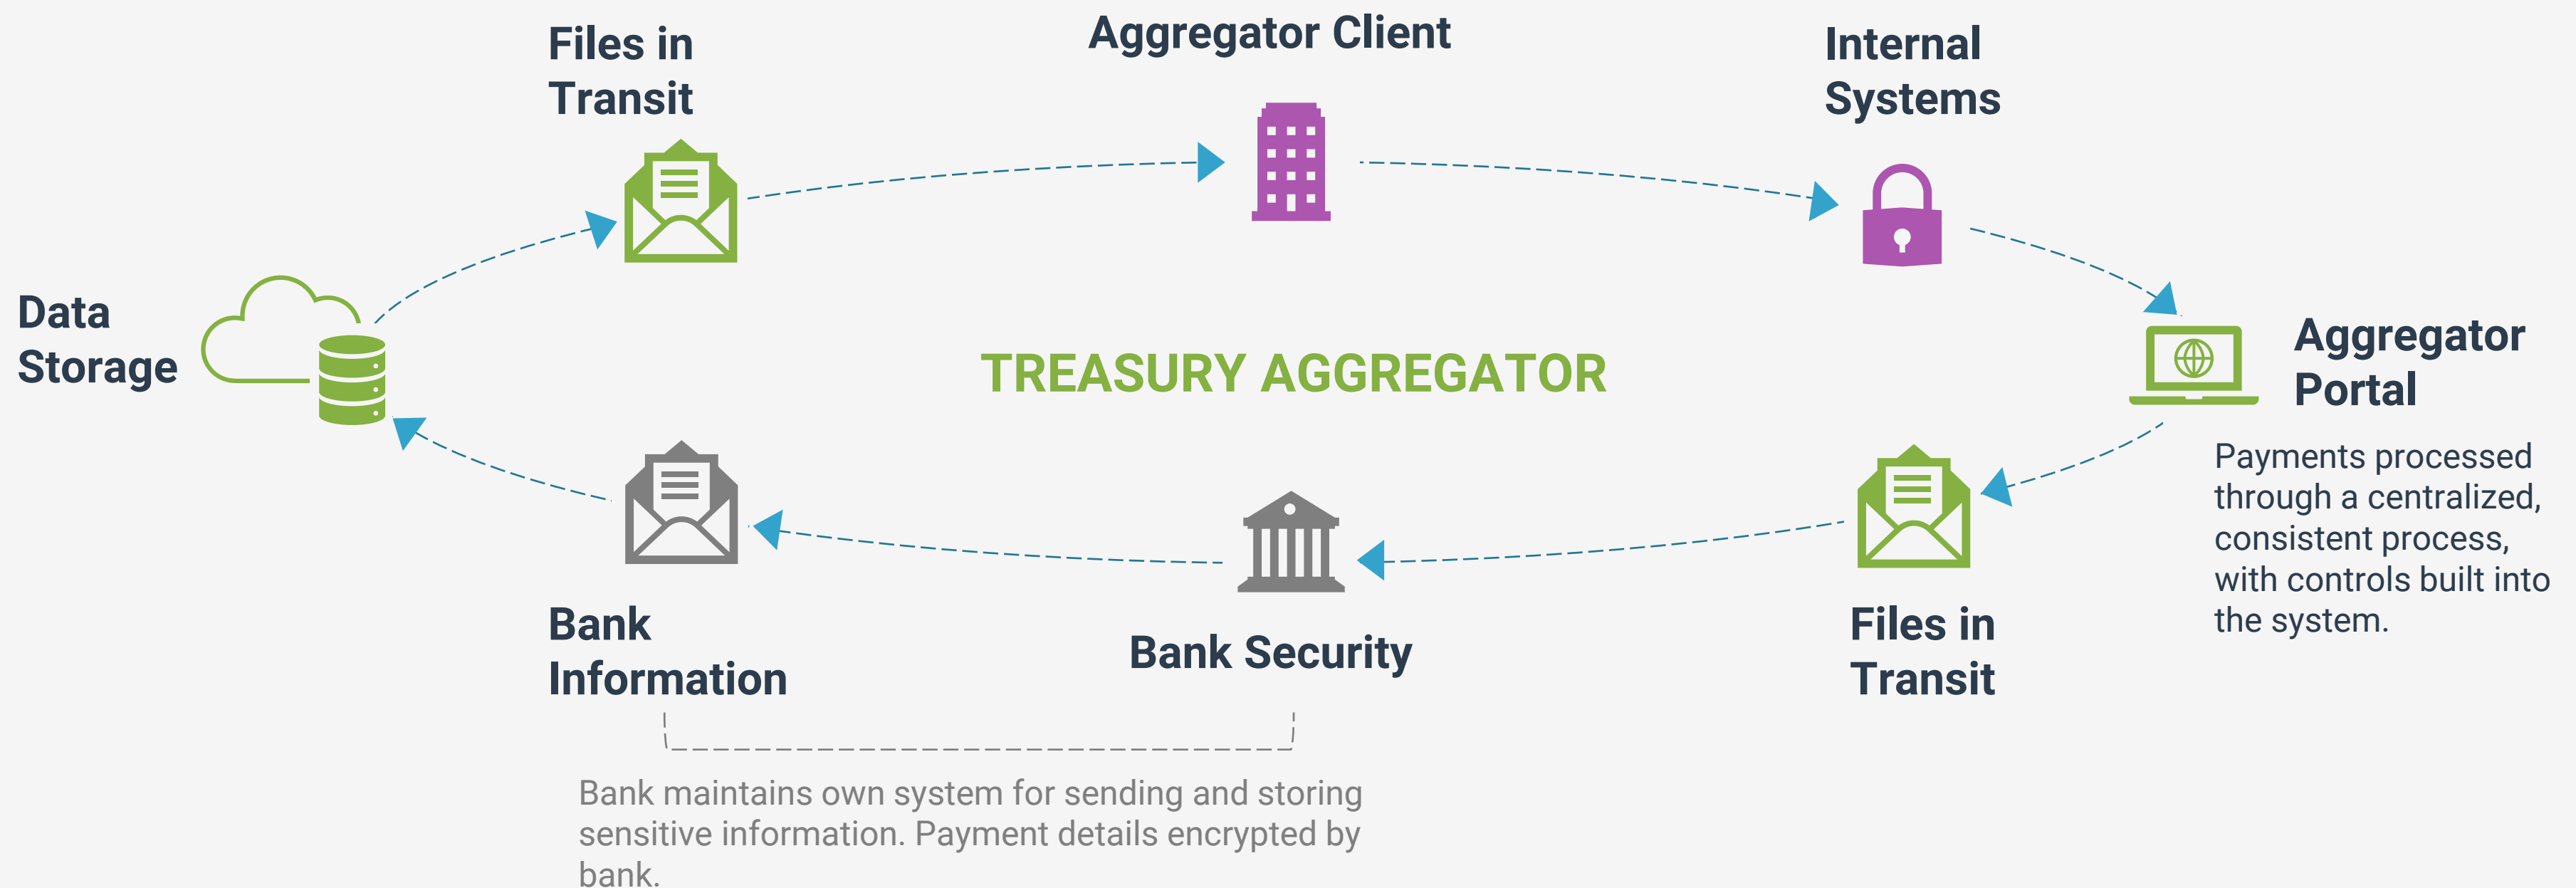 Files in
Transit
Aggregator Client
Internal
Systems
Data
Storage
TREASURY AGGREGATOR
Aggregator
Portal
Payments processed
through a centralized,
consistent process,
with controls built into
the system.
Bank
Information
Bank Security
Files in
Transit
Bank maintains own system for sending and storing
sensitive information. Payment details encrypted by
bank.